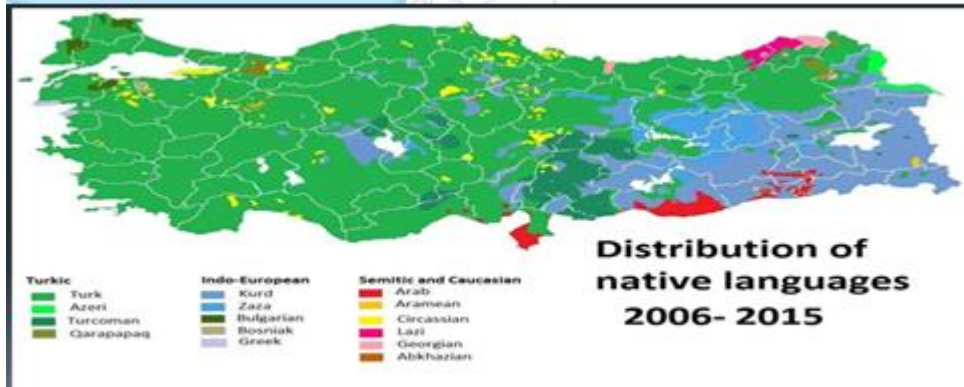 Distribution of
native languages
2006- 2015
Turkic
Turk
Azeri
Turcoman
Qarapapaq
Indo-European
Kurd
Zaza
Bulgarian
Bosniak
Greek
Semitic and Caucasian
Arab
Aramean
Circassian
Lazi
Georgian
Abkhazian